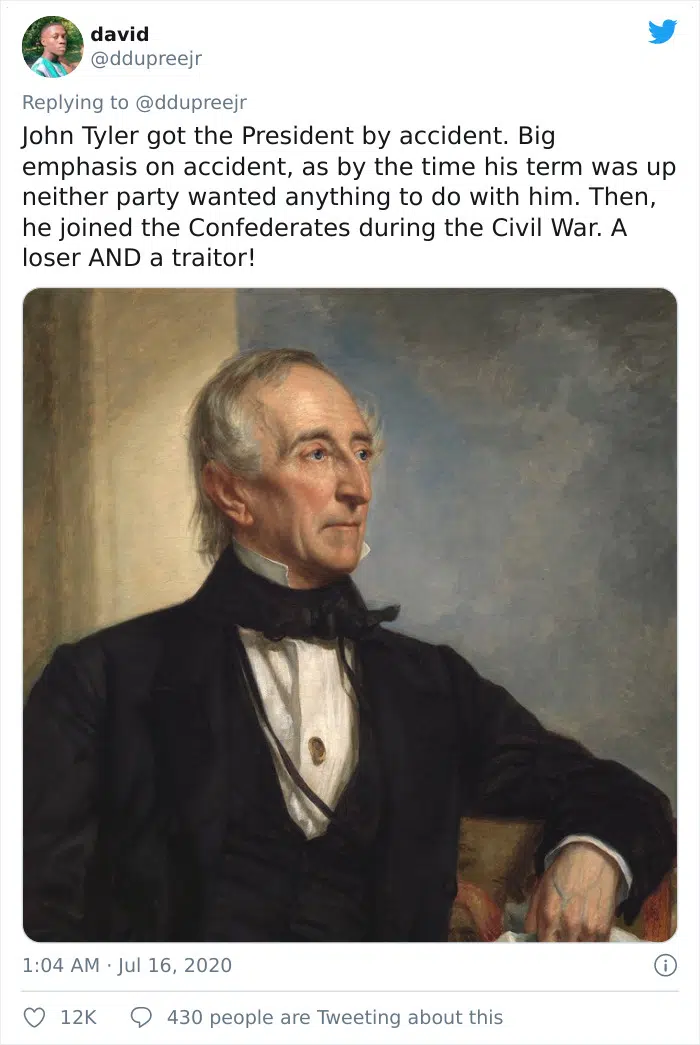 david
@ddupreejr
Replying to @ddupreejr
John Tyler got the President by accident. Big
emphasis on accident, as by the time his term was up
neither party wanted anything to do with him. Then,
he joined the Confederates during the Civil War. A
loser AND a traitor!
1:04 AM · Jul 16, 2020
12K 430 people are Tweeting about this